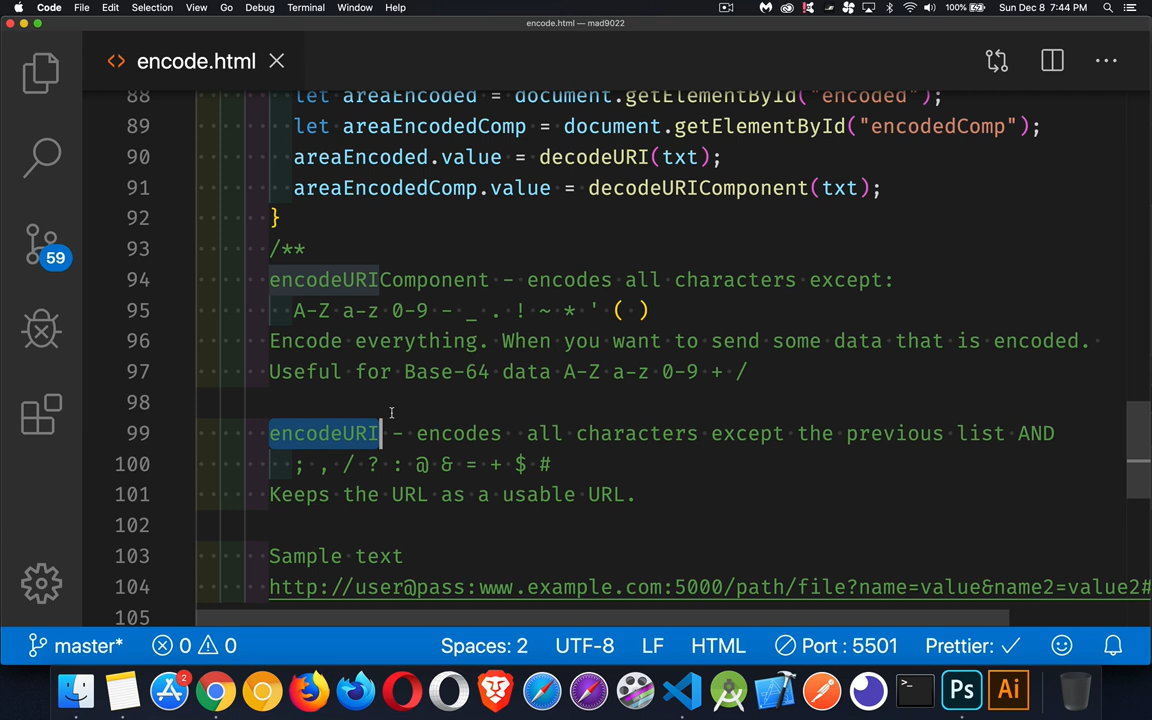 Code File Edit Selection View Go Debug Terminal Window Help 100% Sun Dec 8 7:44 PM
encode.html — mad9022
<> encode.html
88 let areaEncoded = document.getElementById("encoded");
89 let areaEncodedComp = document.getElementById("encodedComp");
90 areaEncoded.value = decodeURI(txt);
91 areaEncodedComp.value = decodeURIComponent(txt);
92 }
93 /**
94 encodeURIComponent - encodes all characters except:
95 A-Z a-z 0-9 - _ . ! ~ * ' ( )
96 Encode everything. When you want to send some data that is encoded.
97 Useful for Base-64 data A-Z a-z 0-9 + /
98
99 encodeURI - encodes  all characters except the previous list AND
100 ; , / ? : @ & = + $ #
101 Keeps the URL as a usable URL.
102
103 Sample text
104 http://user@pass:www.example.com:5000/path/file?name=value&name2=value2#
105
59
master* 0 0 Spaces: 2 UTF-8 LF HTML Port : 5501 Prettier: ✓
2
>_
Ps
Ai